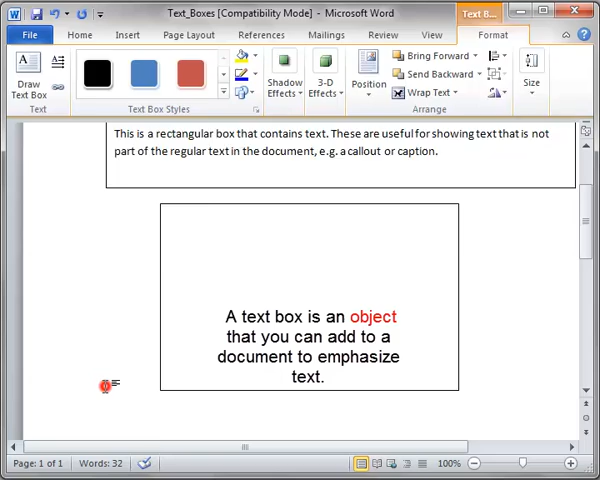 Text_Boxes [Compatibility Mode] - Microsoft Word
Text B...
File Home Insert Page Layout References Mailings Review View Format
Draw Text Box
Shadow Effects
3-D Effects
Position
Bring Forward
Send Backward
Wrap Text
Size
Text
Text Box Styles
Arrange
This is a rectangular box that contains text. These are useful for showing text that is not
part of the regular text in the document, e.g. a callout or caption.
A text box is an object
that you can add to a
document to emphasize
text.
Page: 1 of 1 Words: 32 100%